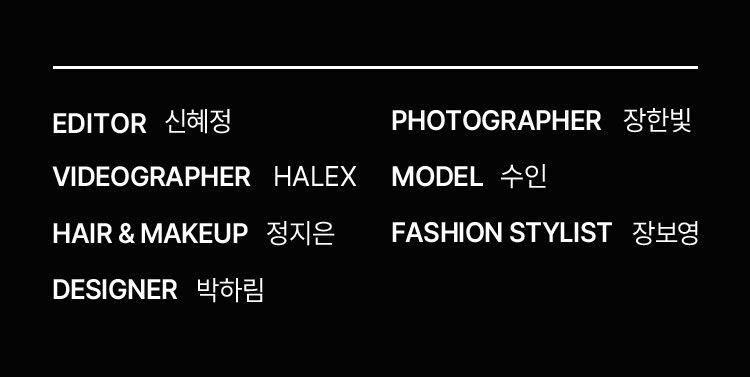 EDITOR 신혜정
PHOTOGRAPHER 장한빛
VIDEOGRAPHER HALEX
MODEL 수인
HAIR & MAKEUP 정지은
FASHION STYLIST 장보영
DESIGNER 박하림